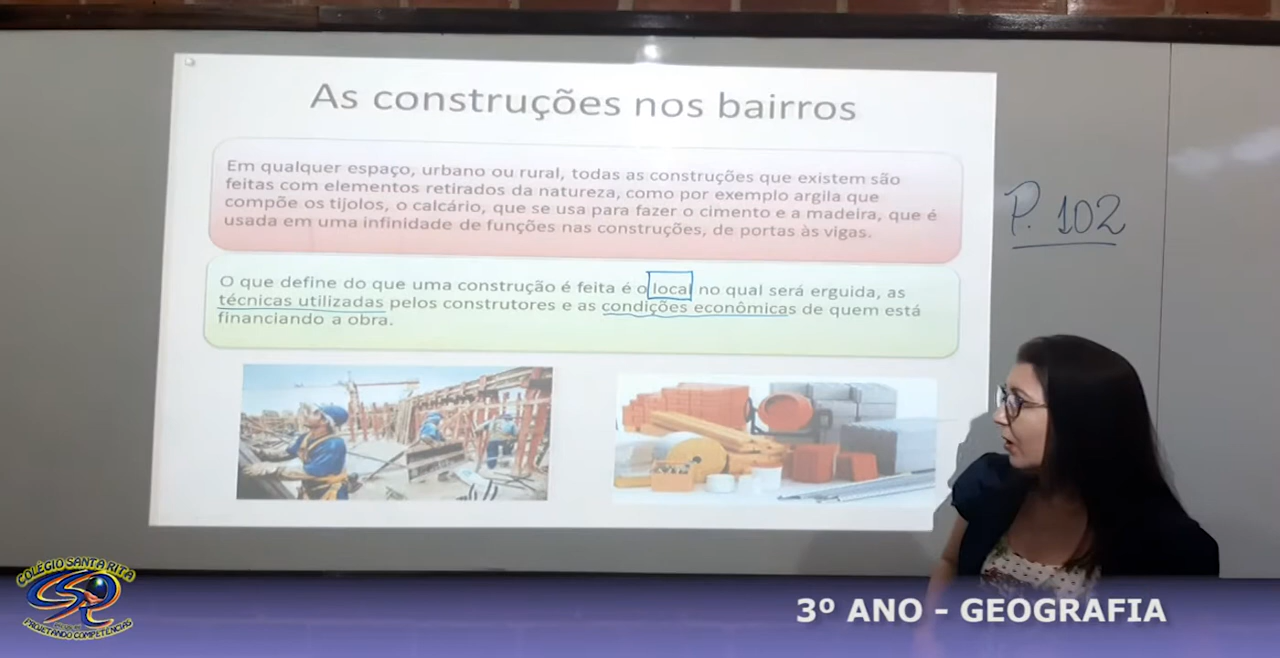 As construções nos bairros
Em qualquer espaço, urbano ou rural, todas as construções que existem são
feitas com elementos retirados da natureza, como por exemplo argila que
compõe os tijolos, o calcário, que se usa para fazer o cimento e a madeira, que é
usada em uma infinidade de funções nas construções, de portas às vigas.
P. 102
O que define do que uma construção é feita é o local no qual será erguida, as
técnicas utilizadas pelos construtores e as condições econômicas de quem está
financiando a obra.
COLÉGIO SANTA RITA
PROJETANDO COMPETÊNCIAS
3º ANO - GEOGRAFIA